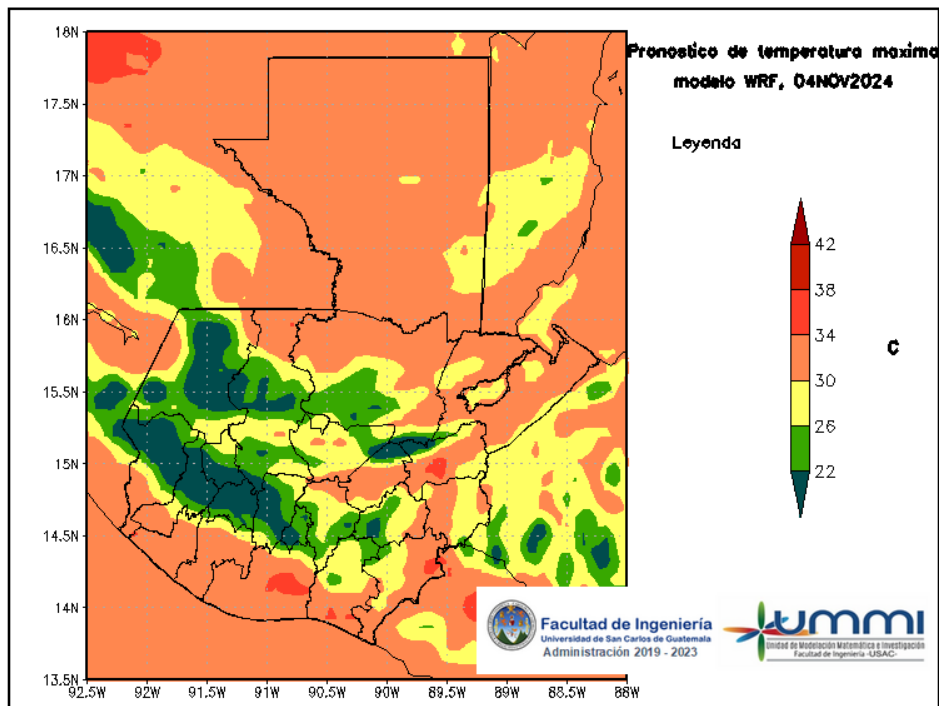 Pronostico de temperatura maxima
modelo WRF, 04NOV2024
Leyenda
18N
17.5N
17N
16.5N
16N
15.5N
15N
14.5N
14N
13.5N
92.5W
92W
91.5W
91W
90.5W
90W
89.5W
89W
88.5W
88W
42
38
34
30
26
22
C
Facultad de Ingeniería
Universidad de San Carlos de Guatemala
Administración 2019 - 2023
UMMI
Unidad de Modelación Matemática e Investigación
Facultad de Ingeniería -USAC-